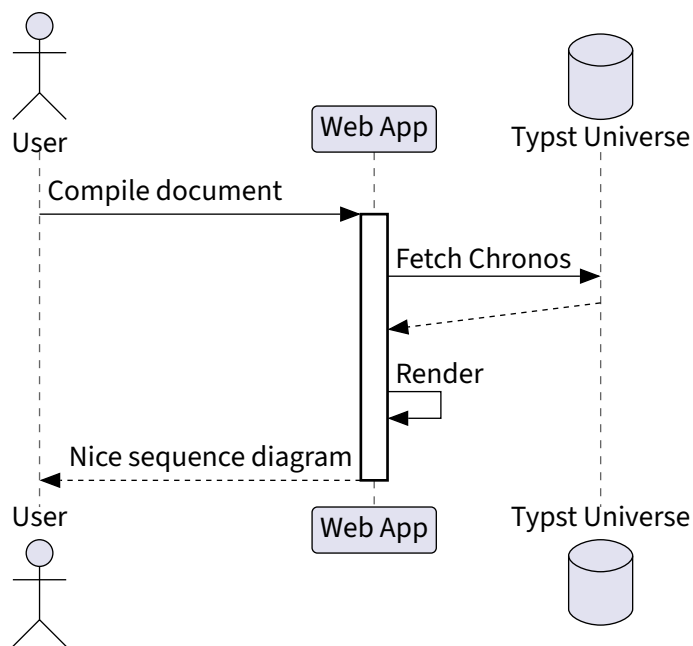 User
Web App
Typst Universe
Compile document
Fetch Chronos
Render
Nice sequence diagram
User
Web App
Typst Universe